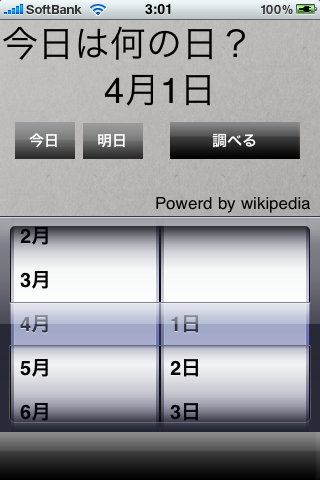 SoftBank 3:01 100%
今日は何の日？
4月1日
今日 明日 調べる
Powerd by wikipedia
2月
3月
4月 1日
5月 2日
6月 3日